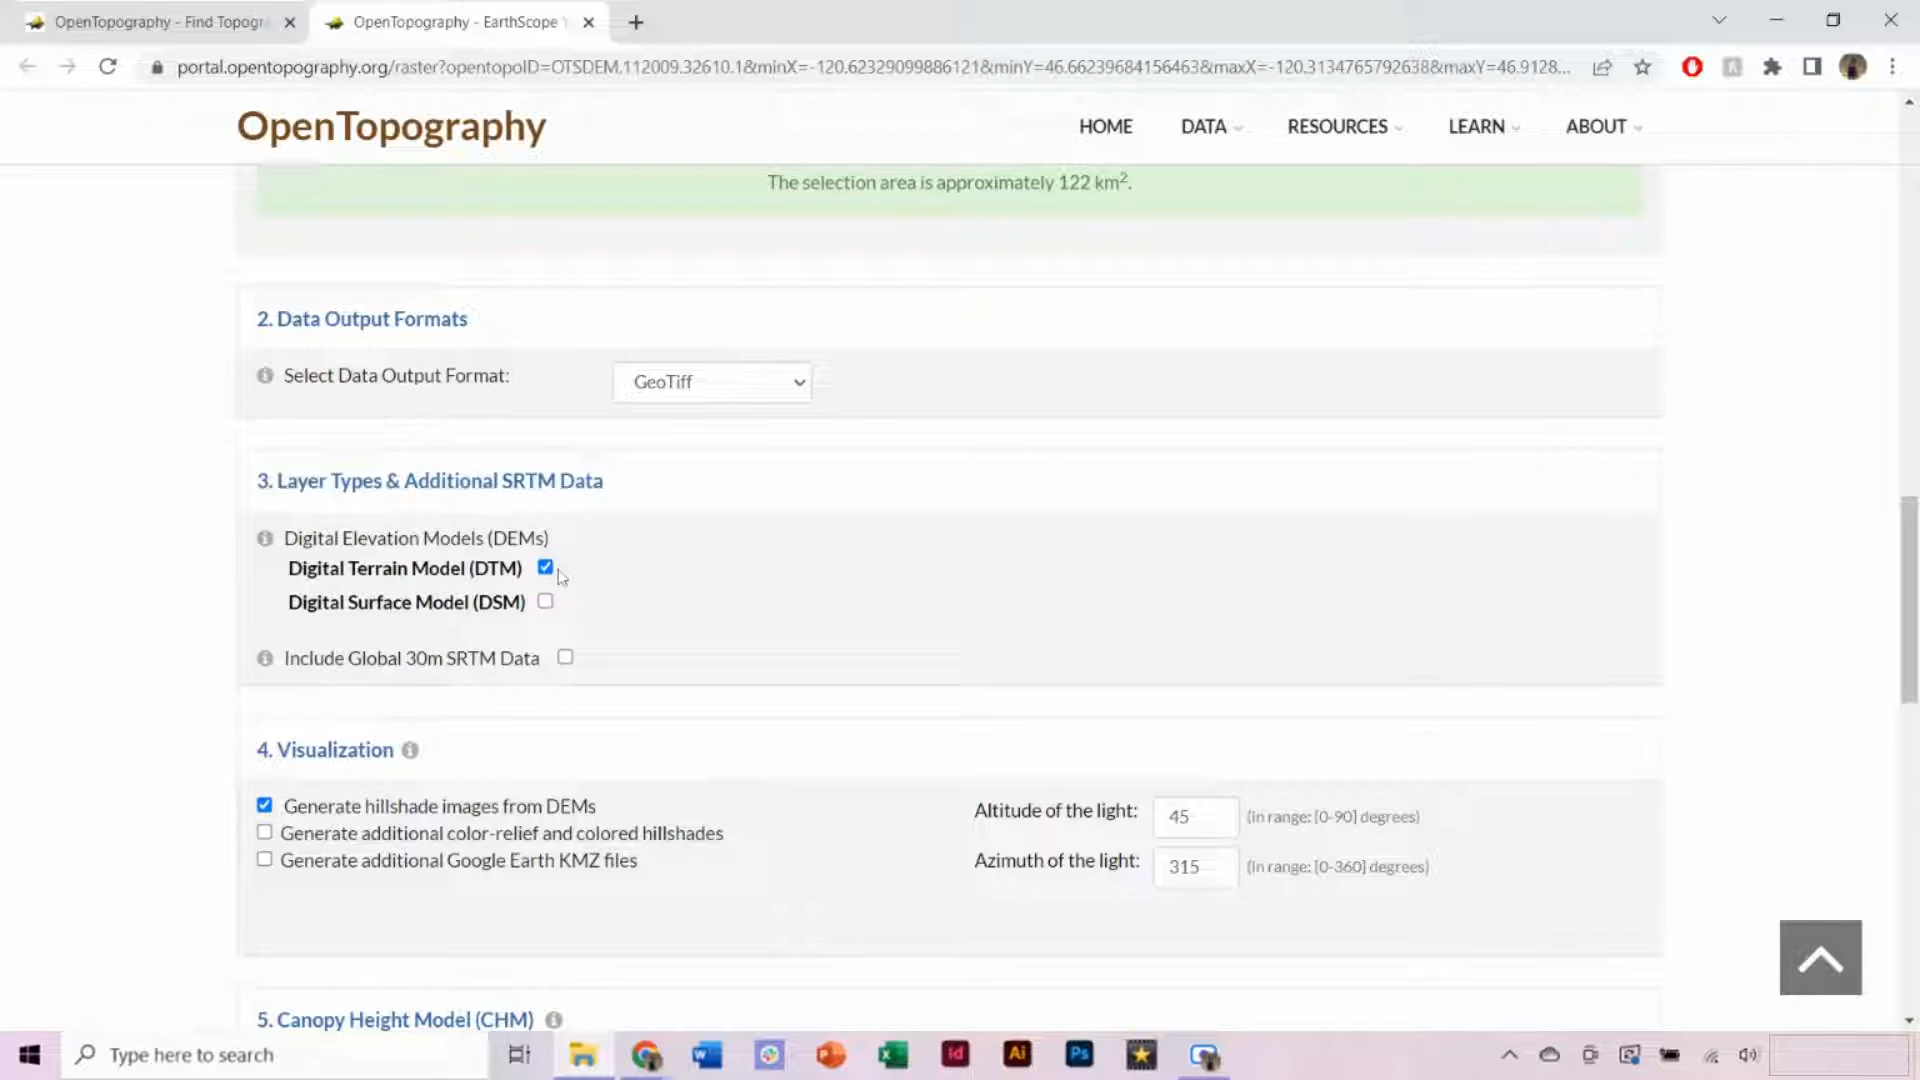 OpenTopography - Find Topogr
OpenTopography - EarthScope
portal.opentopography.org/raster?opentopoID=OTSDEM.112009.32610.1&minX=-120.62329099886121&minY=46.66239684156463&maxX=-120.3134765792638&maxY=46.9128...
OpenTopography
HOME
DATA
RESOURCES
LEARN
ABOUT
The selection area is approximately 122 km².
2. Data Output Formats
Select Data Output Format:
GeoTiff
3. Layer Types & Additional SRTM Data
Digital Elevation Models (DEMs)
Digital Terrain Model (DTM)
Digital Surface Model (DSM)
Include Global 30m SRTM Data
4. Visualization
Generate hillshade images from DEMs
Generate additional color-relief and colored hillshades
Generate additional Google Earth KMZ files
Altitude of the light:
45
(in range: [0-90] degrees)
Azimuth of the light:
315
(in range: [0-360] degrees)
5. Canopy Height Model (CHM)
Type here to search